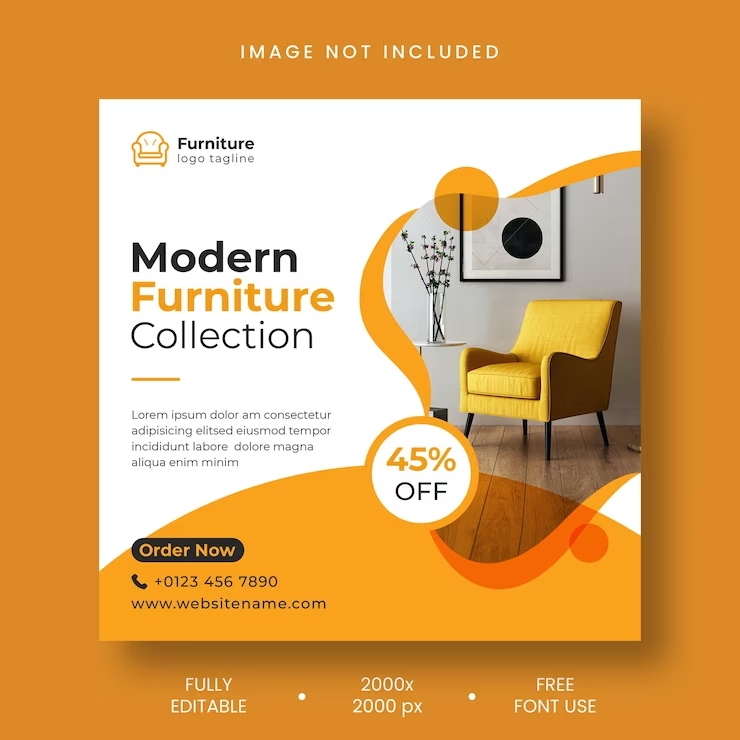 IMAGE NOT INCLUDED
Furniture
logo tagline
Modern
Furniture
Collection
Lorem ipsum dolor am consectetur
adipisicing elitsed eiusmod tempor
incididunt labore dolore magna
aliqua enim minim
45%
OFF
Order Now
+0123 456 7890
www.websitename.com
FULLY
EDITABLE
•
2000x
2000 px
•
FREE
FONT USE